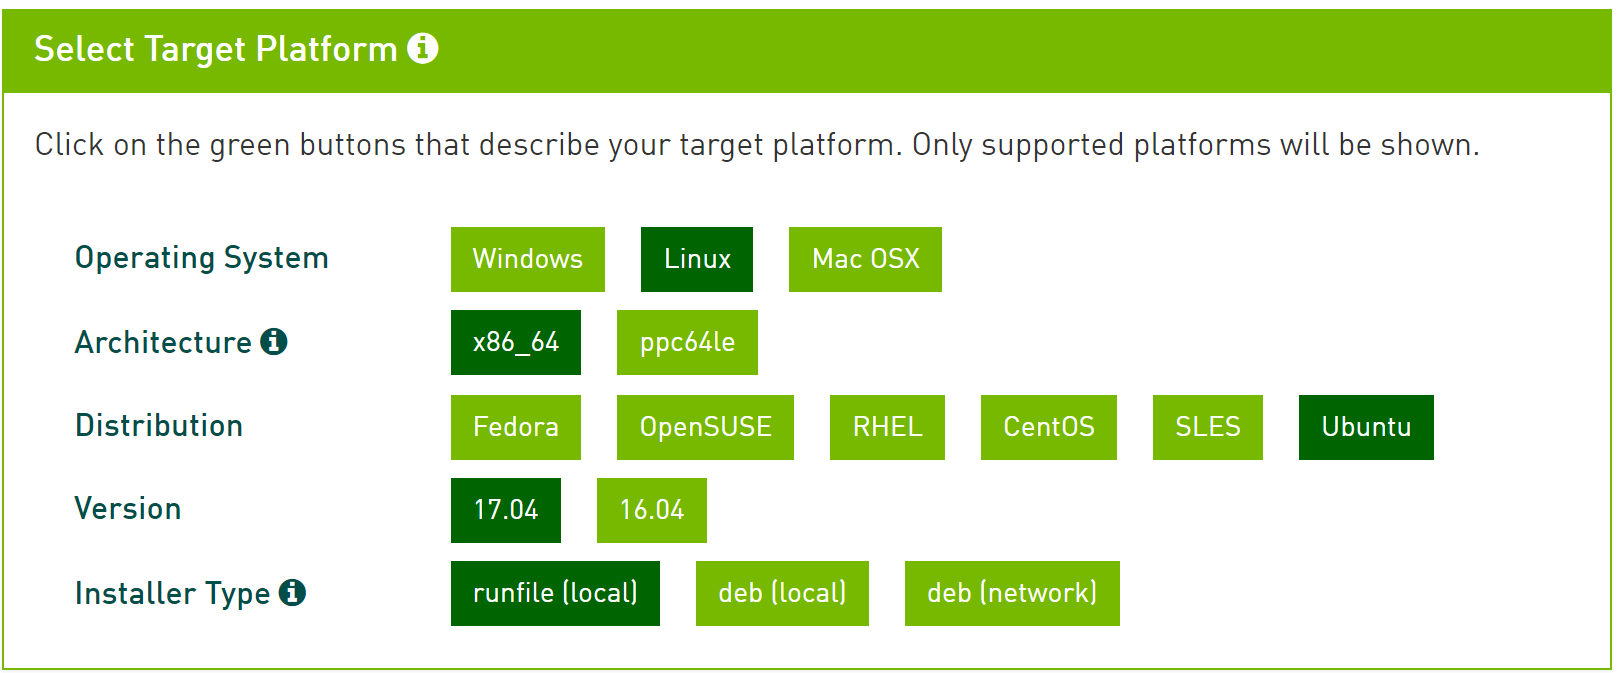 Select Target Platform
Click on the green buttons that describe your target platform. Only supported platforms will be shown.
Operating System Windows Linux Mac OSX
Architecture x86_64 ppc64le
Distribution Fedora OpenSUSE RHEL CentOS SLES Ubuntu
Version 17.04 16.04
Installer Type runfile (local) deb (local) deb (network)